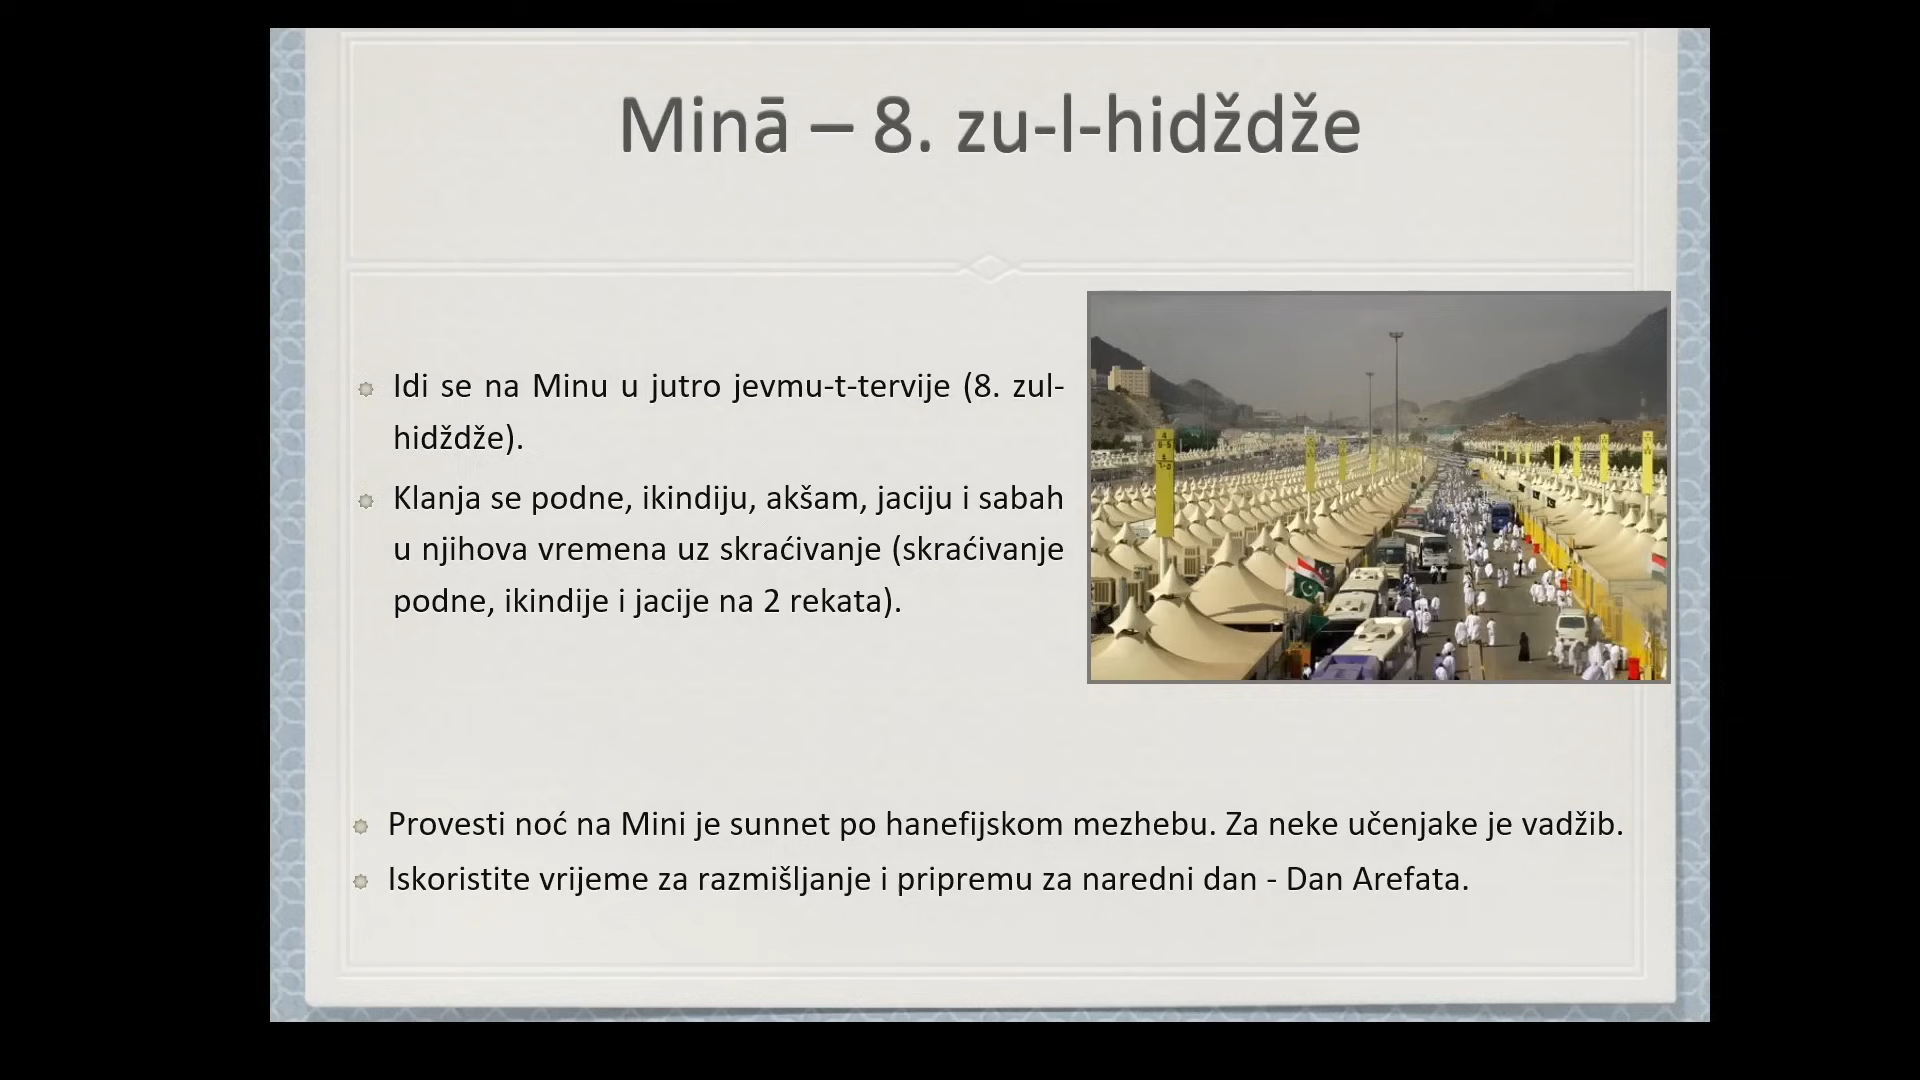 Minā – 8. zu-l-hidždže
Idi se na Minu u jutro jevmu-t-tervije (8. zul-
hidždže).
Klanja se podne, ikindiju, akšam, jaciju i sabah
u njihova vremena uz skraćivanje (skraćivanje
podne, ikindije i jacije na 2 rekata).
Provesti noć na Mini je sunnet po hanefijskom mezhebu. Za neke učenjake je vadžib.
Iskoristite vrijeme za razmišljanje i pripremu za naredni dan - Dan Arefata.